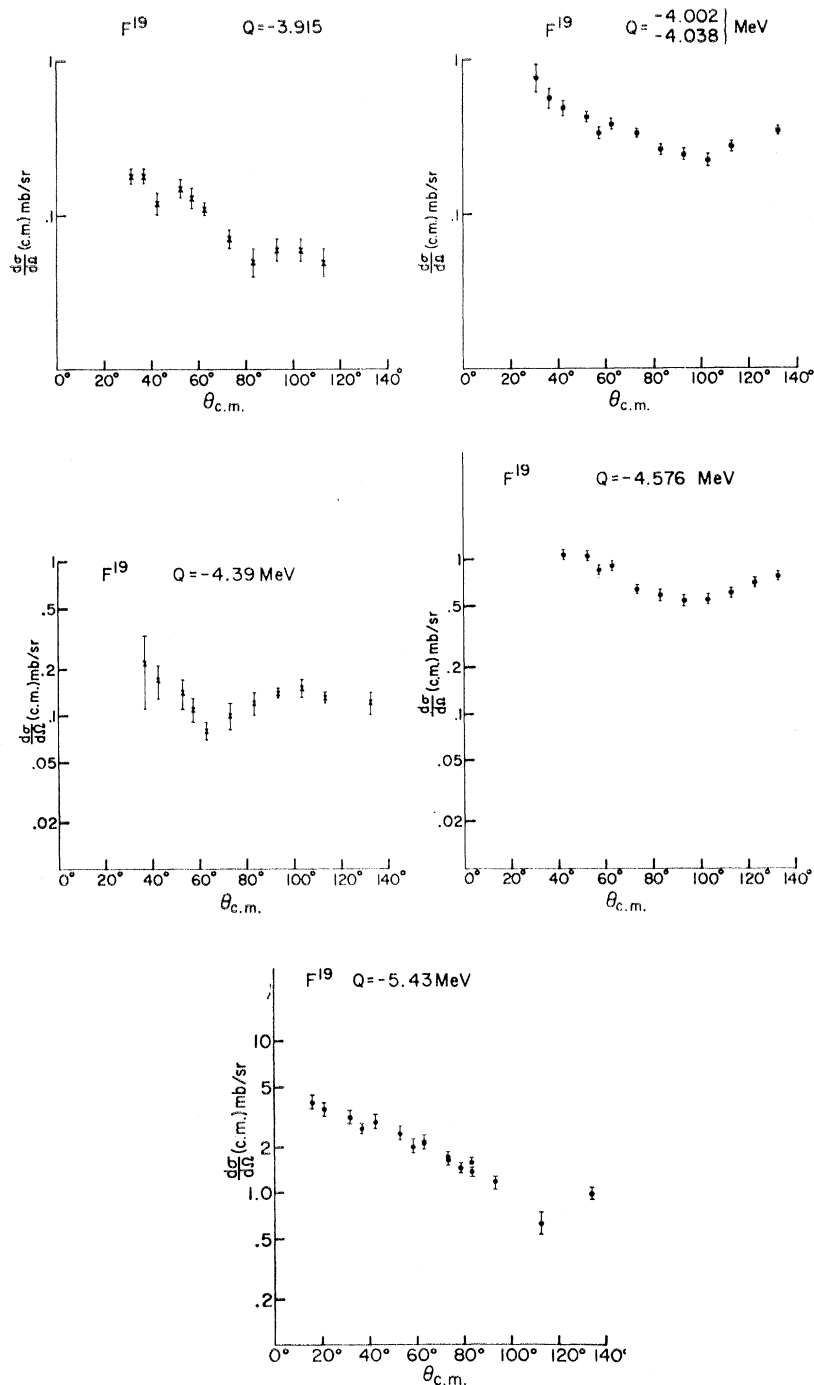 F19 Q=-3.915
1
.1
dσ/dΩ (c.m.) mb/sr
0° 20° 40° 60° 80° 100° 120° 140°
θc.m.
F19 Q= -4.002
-4.038 MeV
1
.1
dσ/dΩ (c.m.) mb/sr
0° 20° 40° 60° 80° 100° 120° 140°
θc.m.
F19 Q=-4.39 MeV
1
.5
.2
.1
.05
.02
dσ/dΩ (c.m.) mb/sr
0° 20° 40° 60° 80° 100° 120° 140°
θc.m.
F19 Q=-4.576 MeV
1
.5
.2
.1
.05
.02
dσ/dΩ (c.m.) mb/sr
0° 20° 40° 60° 80° 100° 120° 140°
θc.m.
F19 Q=-5.43 MeV
10
5
2
1.0
.5
.2
dσ/dΩ (c.m.) mb/sr
0° 20° 40° 60° 80° 100° 120° 140°
θc.m.